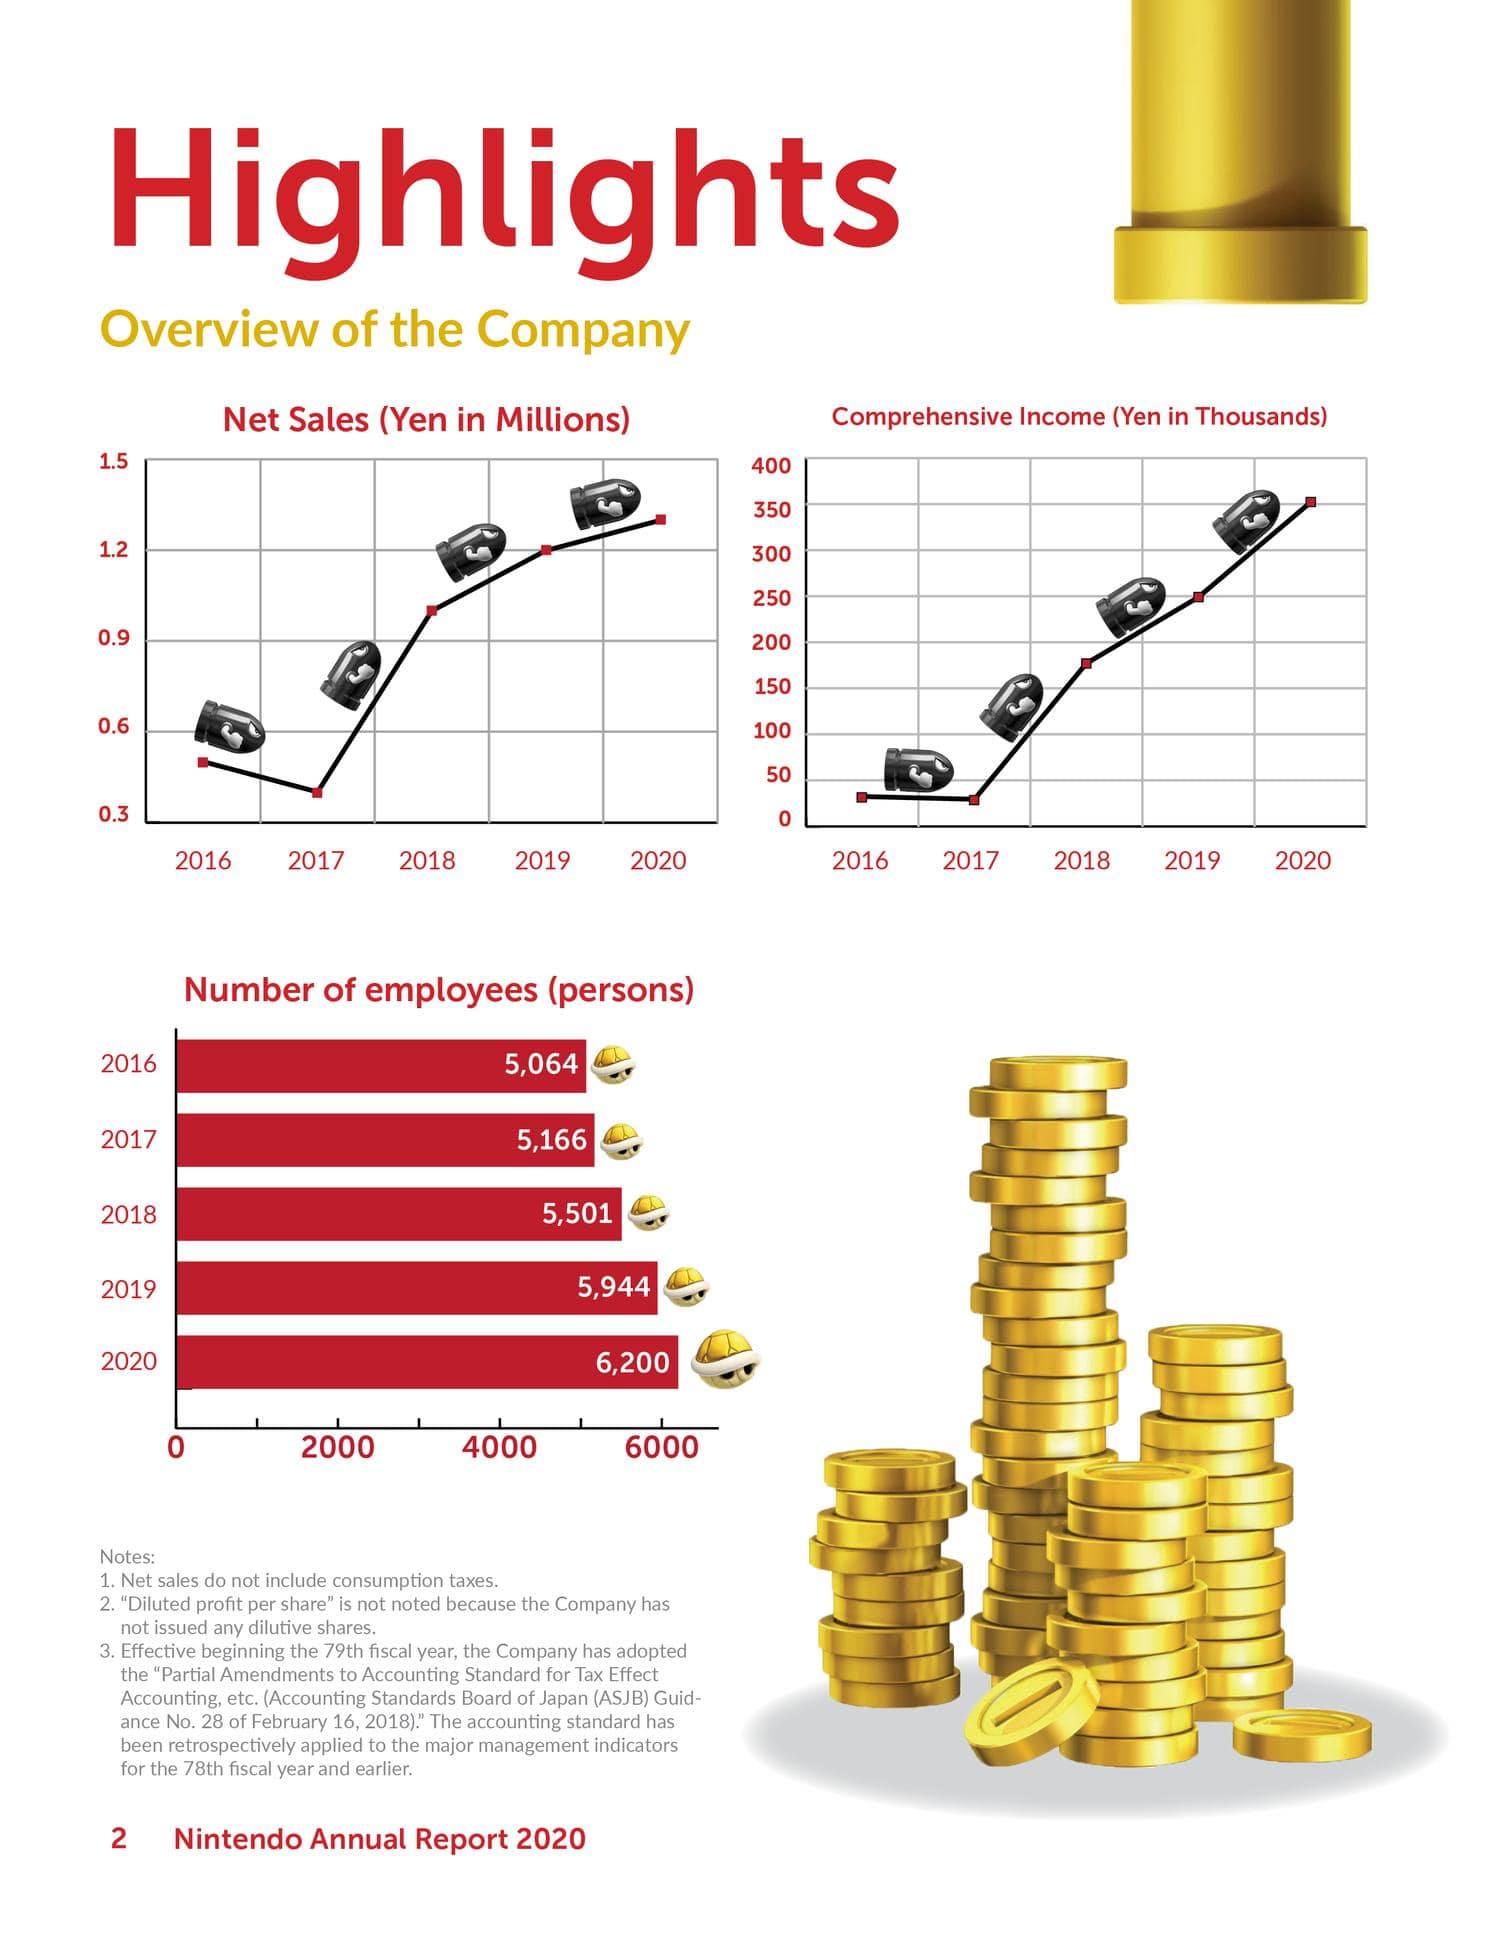 Highlights
Overview of the Company
Net Sales (Yen in Millions)
1.5
1.2
0.9
0.6
0.3
2016 2017 2018 2019 2020
Comprehensive Income (Yen in Thousands)
400
350
300
250
200
150
100
50
0
2016 2017 2018 2019 2020
Number of employees (persons)
2016 5,064
2017 5,166
2018 5,501
2019 5,944
2020 6,200
0 2000 4000 6000
Notes:
1. Net sales do not include consumption taxes.
2. “Diluted profit per share” is not noted because the Company has
not issued any dilutive shares.
3. Effective beginning the 79th fiscal year, the Company has adopted
the “Partial Amendments to Accounting Standard for Tax Effect
Accounting, etc. (Accounting Standards Board of Japan (ASJB) Guid-
ance No. 28 of February 16, 2018).” The accounting standard has
been retrospectively applied to the major management indicators
for the 78th fiscal year and earlier.
2 Nintendo Annual Report 2020